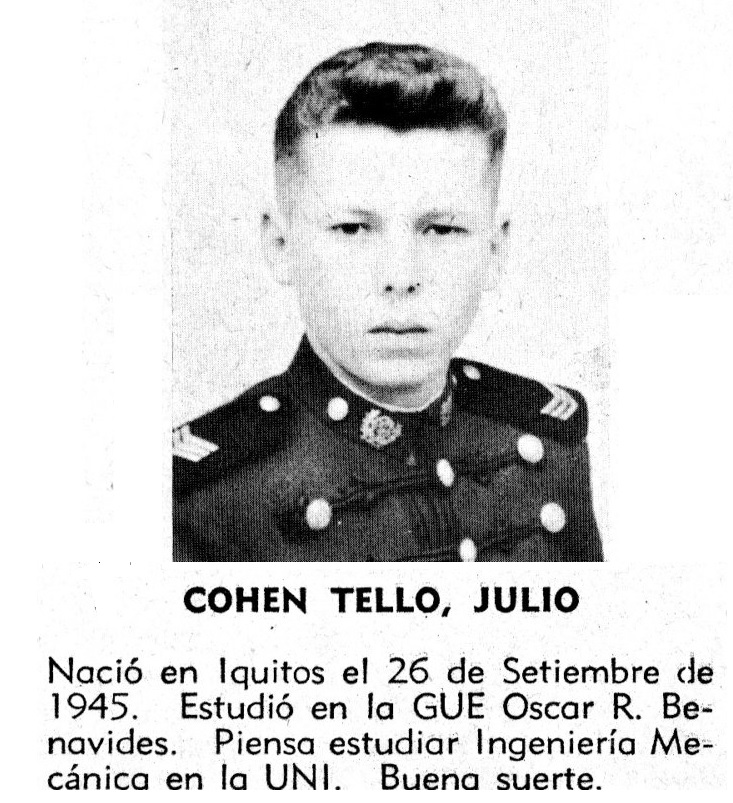 COHEN TELLO, JULIO
Nació en Iquitos el 26 de Setiembre de
1945. Estudió en la GUE Oscar R. Be-
navides. Piensa estudiar Ingeniería Me-
cánica en la UNI. Buena suerte.